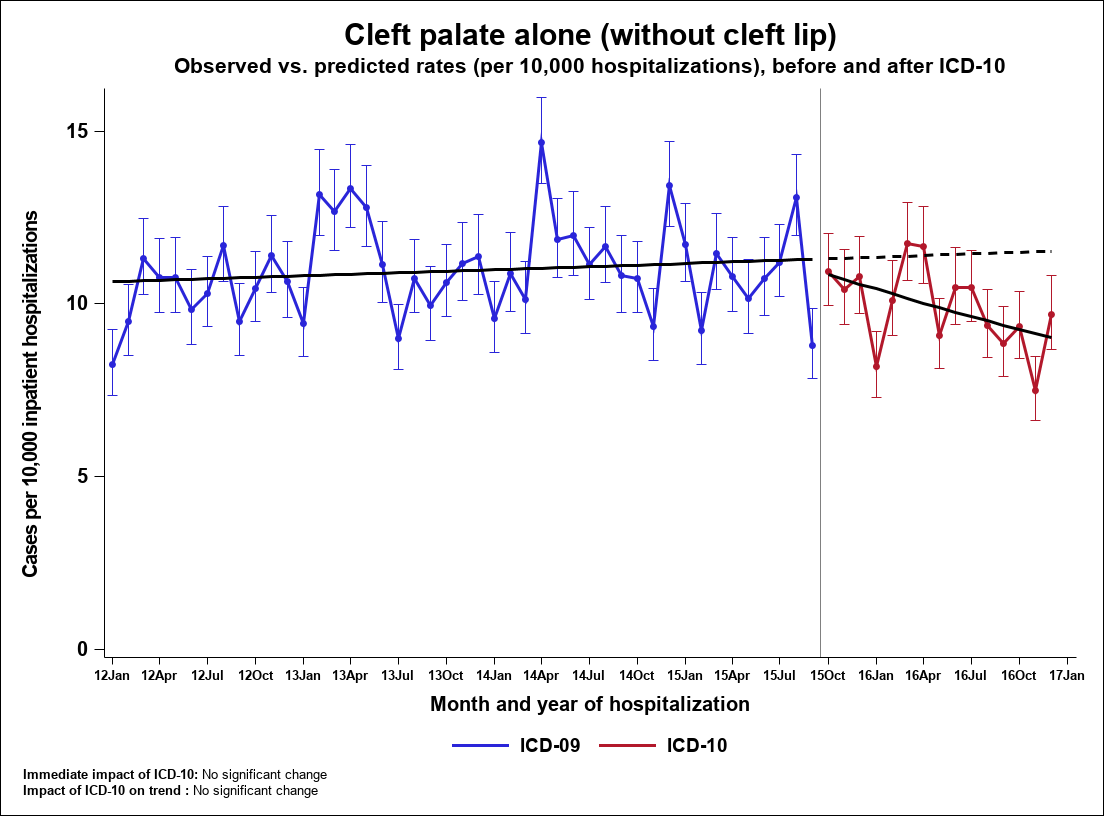 Cleft palate alone (without cleft lip)
Observed vs. predicted rates (per 10,000 hospitalizations), before and after ICD-10
Cases per 10,000 inpatient hospitalizations
15
10
5
0
12Jan 12Apr 12Jul 12Oct 13Jan 13Apr 13Jul 13Oct 14Jan 14Apr 14Jul 14Oct 15Jan 15Apr 15Jul 15Oct 16Jan 16Apr 16Jul 16Oct 17Jan
Month and year of hospitalization
ICD-09 ICD-10
Immediate impact of ICD-10: No significant change
Impact of ICD-10 on trend : No significant change